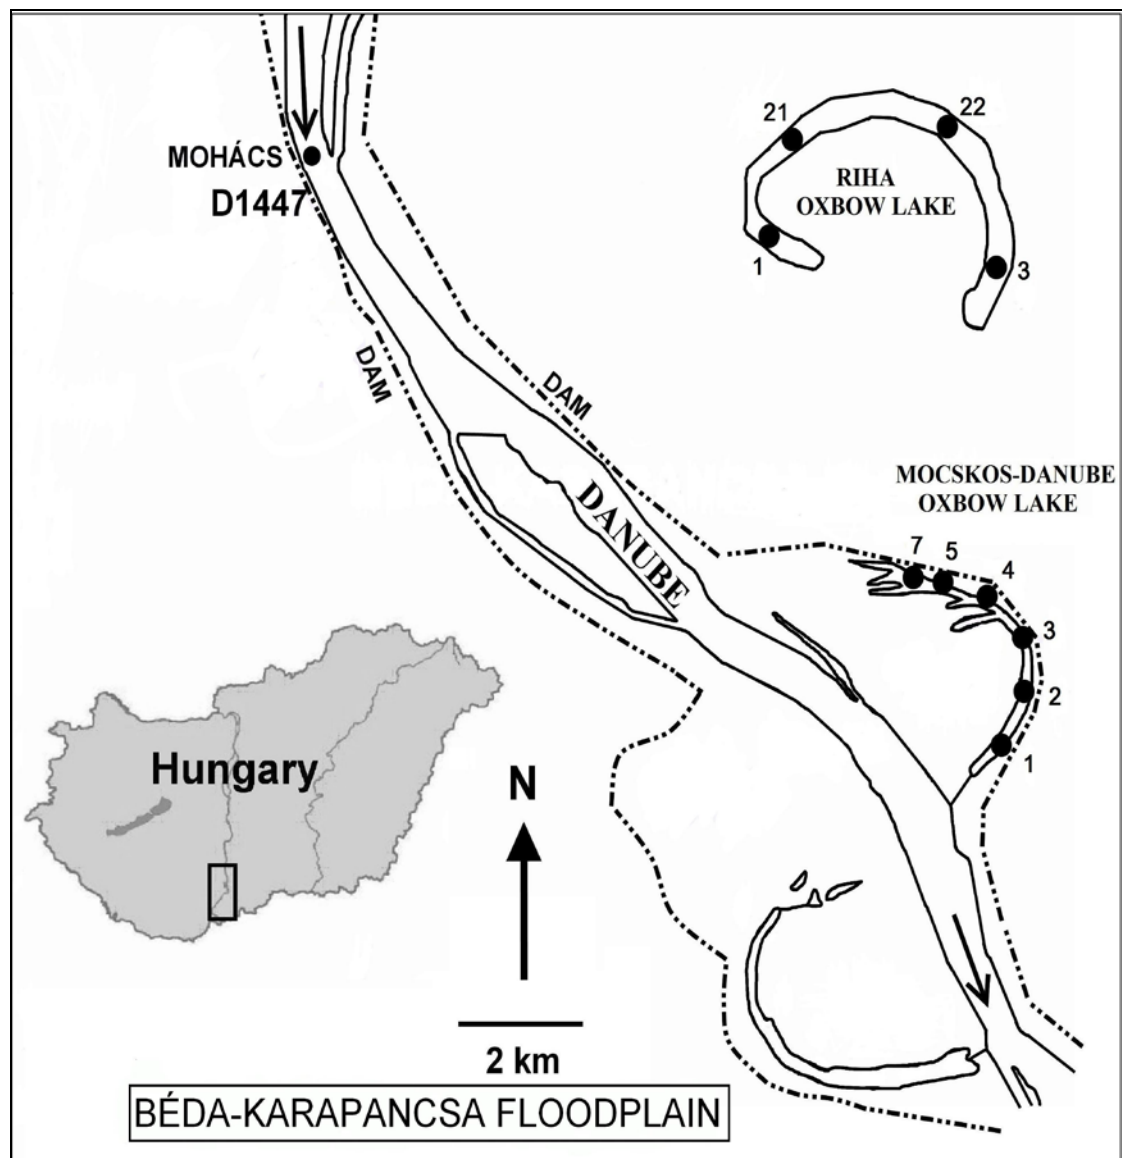 21
22
MOHÁCS
D1447
RIHA
OXBOW LAKE
1
3
DAM
DAM
MOCSKOS-DANUBE
OXBOW LAKE
DANUBE
7
5
4
3
2
1
Hungary
N
2 km
BÉDA-KARAPANCSA FLOODPLAIN